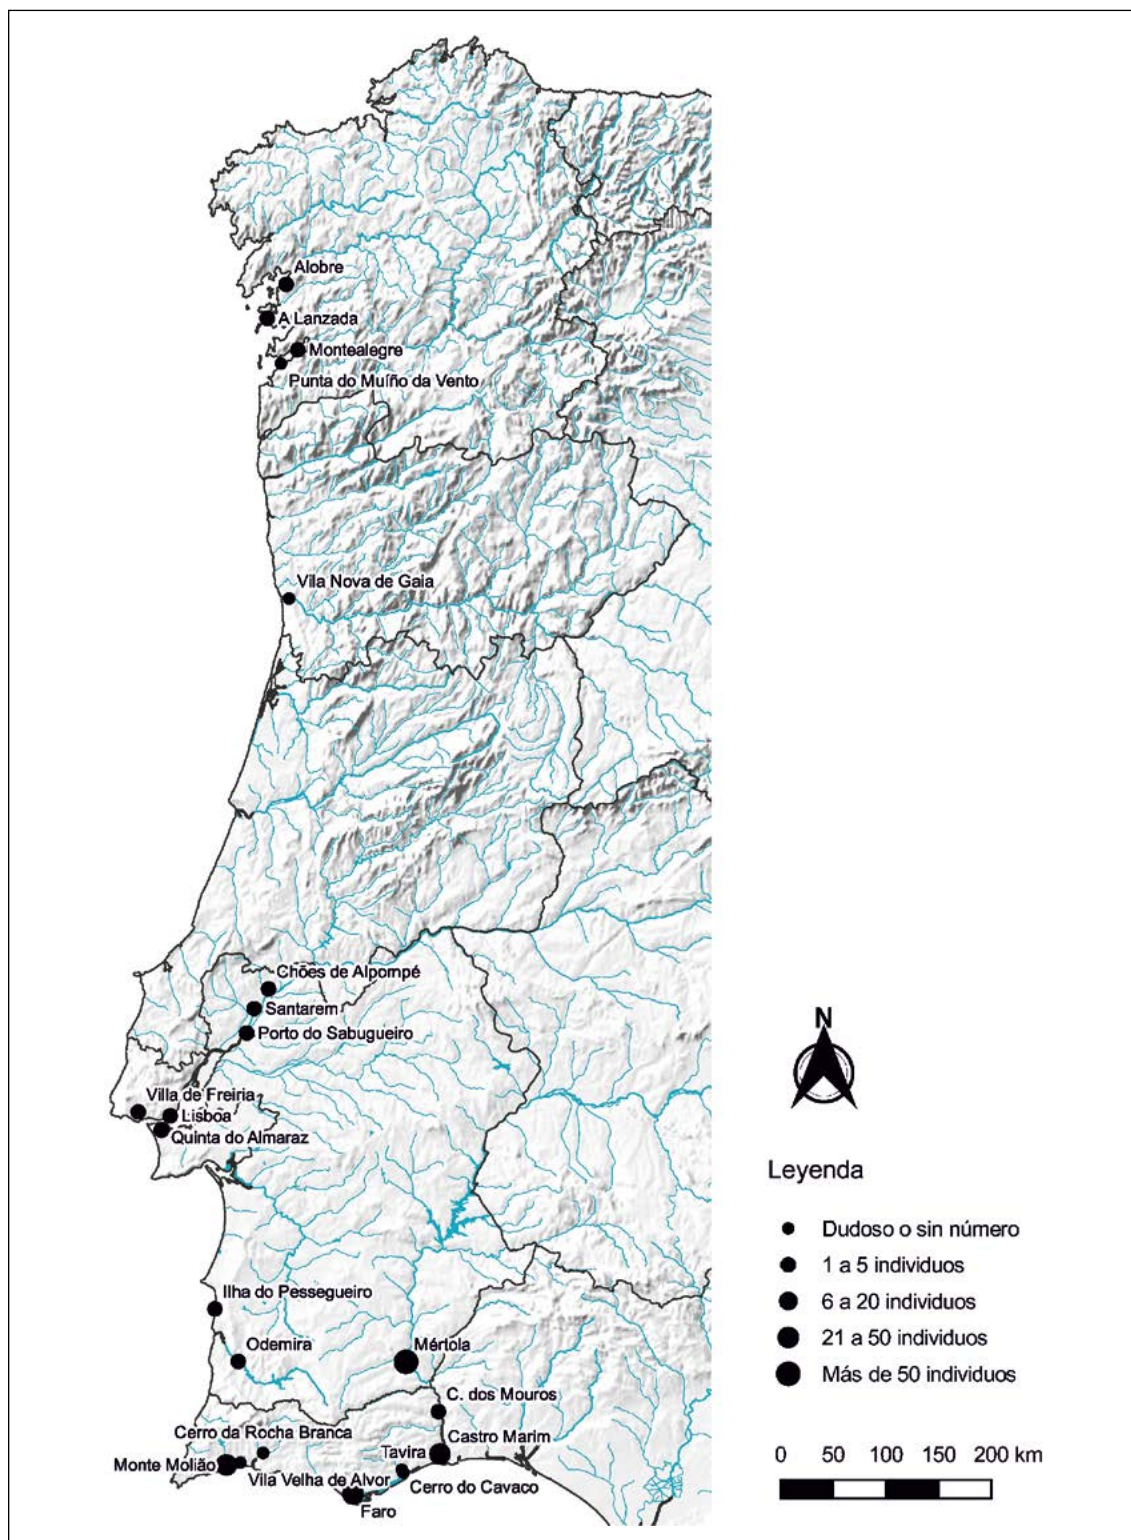 Alobre
A Lanzada
Montealegre
Punta do Muíño da Vento
Vila Nova de Gaia
Chões de Alpompé
Santarem
Porto do Sabugueiro
Villa de Freiria
Lisboa
Quinta do Almaraz
Ilha do Pessegueiro
Odemira
Mértola
C. dos Mouros
Cerro da Rocha Branca
Tavira
Castro Marim
Monte Molião
Vila Velha de Alvor
Cerro do Cavaco
Faro
N
Leyenda
Dudoso o sin número
1 a 5 individuos
6 a 20 individuos
21 a 50 individuos
Más de 50 individuos
0 50 100 150 200 km